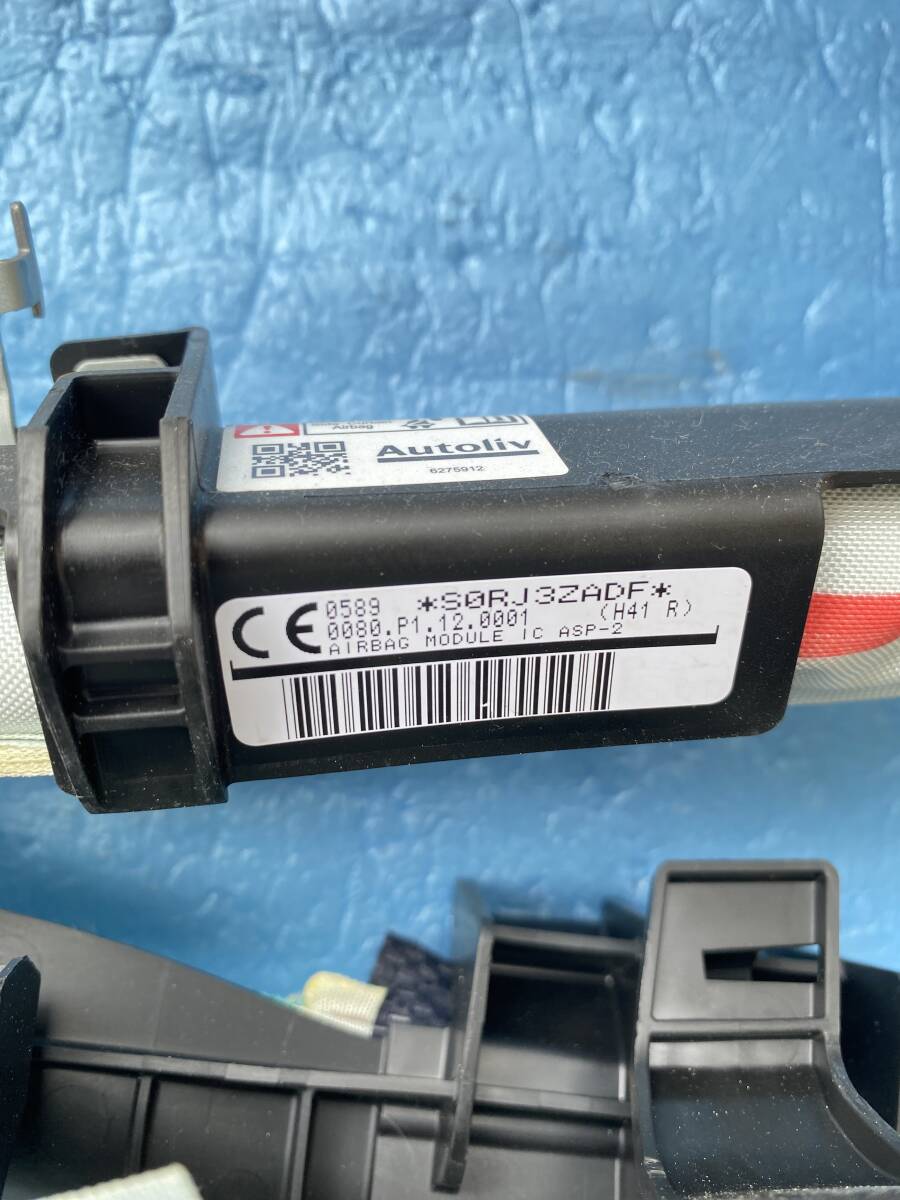 Airbag
Autoliv
6275912
CE
0589 *S0RJ3ZADF*
0080.P1.12.0001 (H41 R)
AIRBAG MODULE IC ASP-2